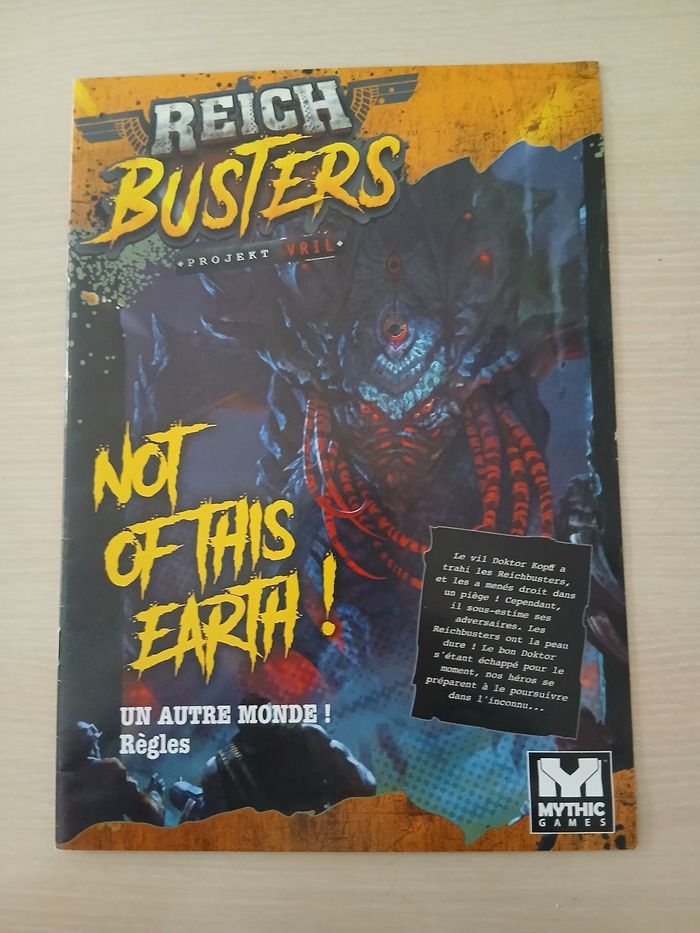 REICH
BUSTERS
PROJEKT VRIL
NOT
OF THIS
EARTH !
UN AUTRE MONDE !
Règles
Le vil Doktor Kopff a
trahi les Reichbusters,
et les a menés droit dans
un piège ! Cependant,
il sous-estime ses
adversaires. Les
Reichbusters ont la peau
dure ! Le bon Doktor
s'étant échappé pour le
moment, nos héros se
préparent à le poursuivre
dans l'inconnu...
MYTHIC
GAMES